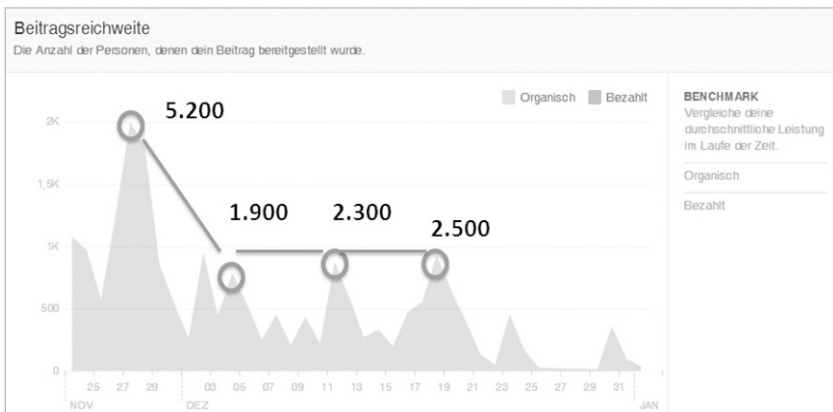 Beitragsreichweite
Die Anzahl der Personen, denen dein Beitrag bereitgestellt wurde.
Organisch Bezahlt
BENCHMARK
Vergleiche deine
durchschnittliche Leistung
im Laufe der Zeit.
Organisch
Bezahlt
5.200
1.900 2.300 2.500
2K
1,5K
1K
500
0
25 27 29 03 05 07 09 11 13 15 17 19 21 23 25 27 29 31
NOV DEZ JAN